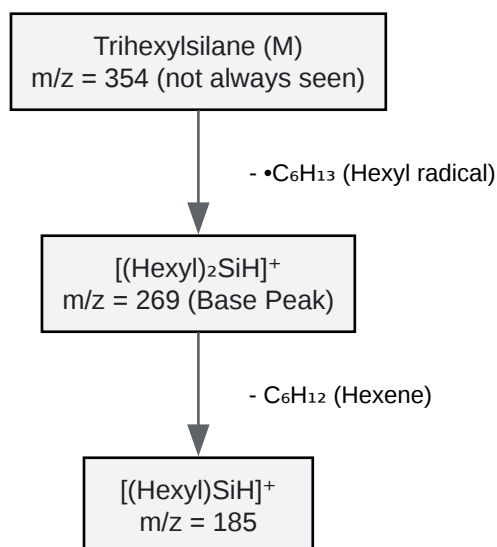 Trihexylsilane (M)
m/z = 354 (not always seen)
- •C₆H₁₃ (Hexyl radical)
[(Hexyl)₂SiH]⁺
m/z = 269 (Base Peak)
- C₆H₁₂ (Hexene)
[(Hexyl)SiH]⁺
m/z = 185